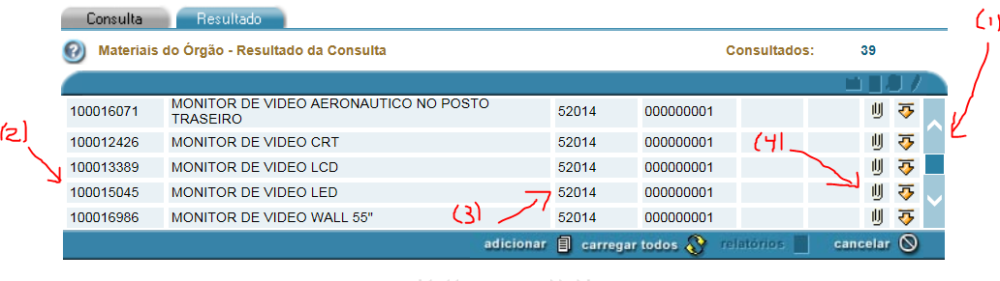 Consulta Resultado
(1)
Materiais do Órgão - Resultado da Consulta Consultados: 39
100016071 MONITOR DE VIDEO AERONAUTICO NO POSTO TRASEIRO 52014 000000001
(2)
100012426 MONITOR DE VIDEO CRT 52014 000000001
(4)
100013389 MONITOR DE VIDEO LCD 52014 000000001
100015045 MONITOR DE VIDEO LED 52014 000000001
(3)
100016986 MONITOR DE VIDEO WALL 55" 52014 000000001
adicionar carregar todos relatórios cancelar